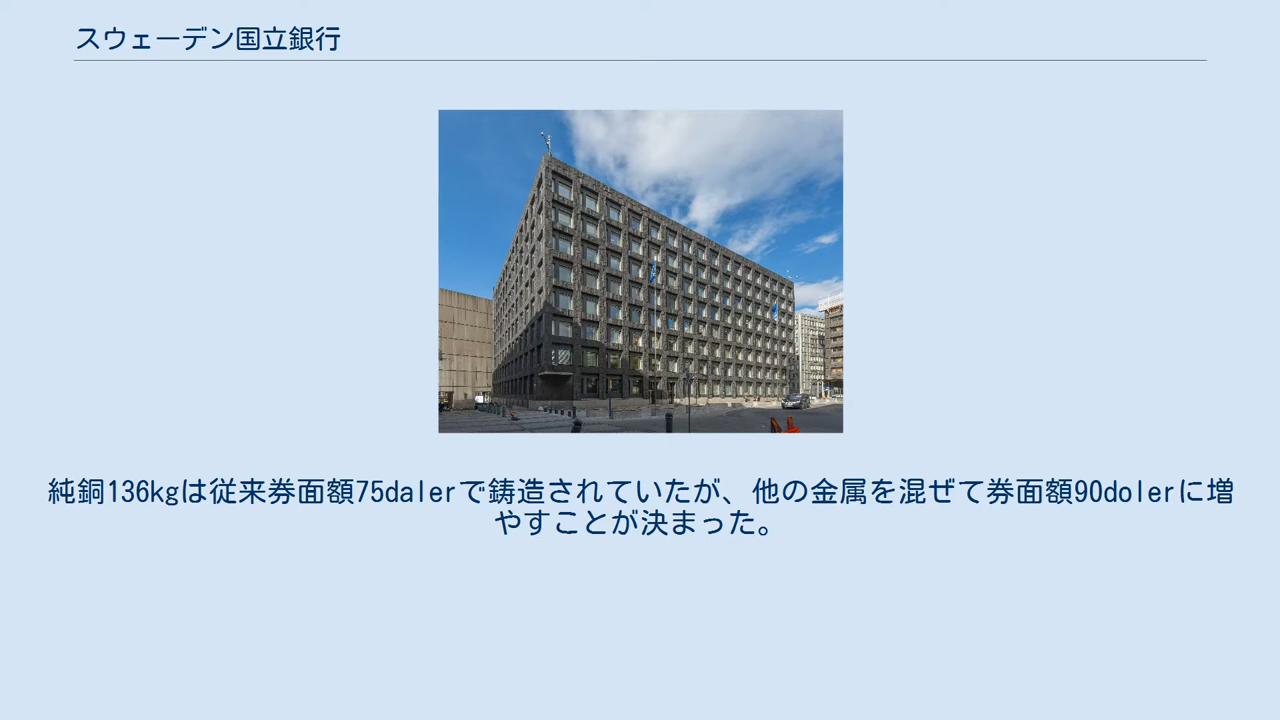 スウェーデン国立銀行
純銅136kgは従来券面額75dalerで鋳造されていたが、他の金属を混ぜて券面額90dolerに増
やすことが決まった。